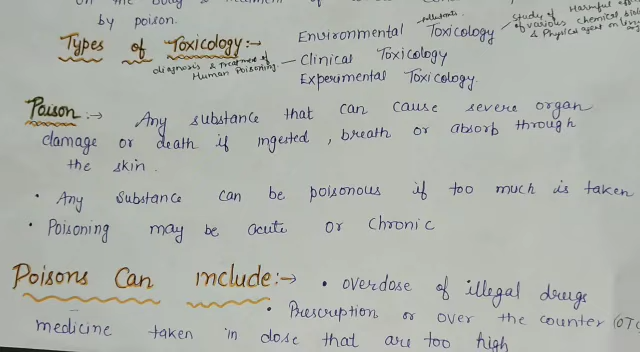 on the body & treatment of
by poison.
Types of Toxicology:→ Environmental Toxicology
pollutants
study of Harmful
of various chemical
& Physical agent
diagnosis & treatment of
Human Poisoning. — Clinical Toxicology
Experimental Toxicology.
Poison:→ Any substance that can cause severe organ
damage or death if ingested, breath or absorb through
the skin.
• Any substance can be poisonous if too much is taken
• Poisoning may be acute or chronic
Poisons Can include:→ • overdose of illegal drugs
• Prescription or over the counter (OTC
medicine taken in dose that are too high